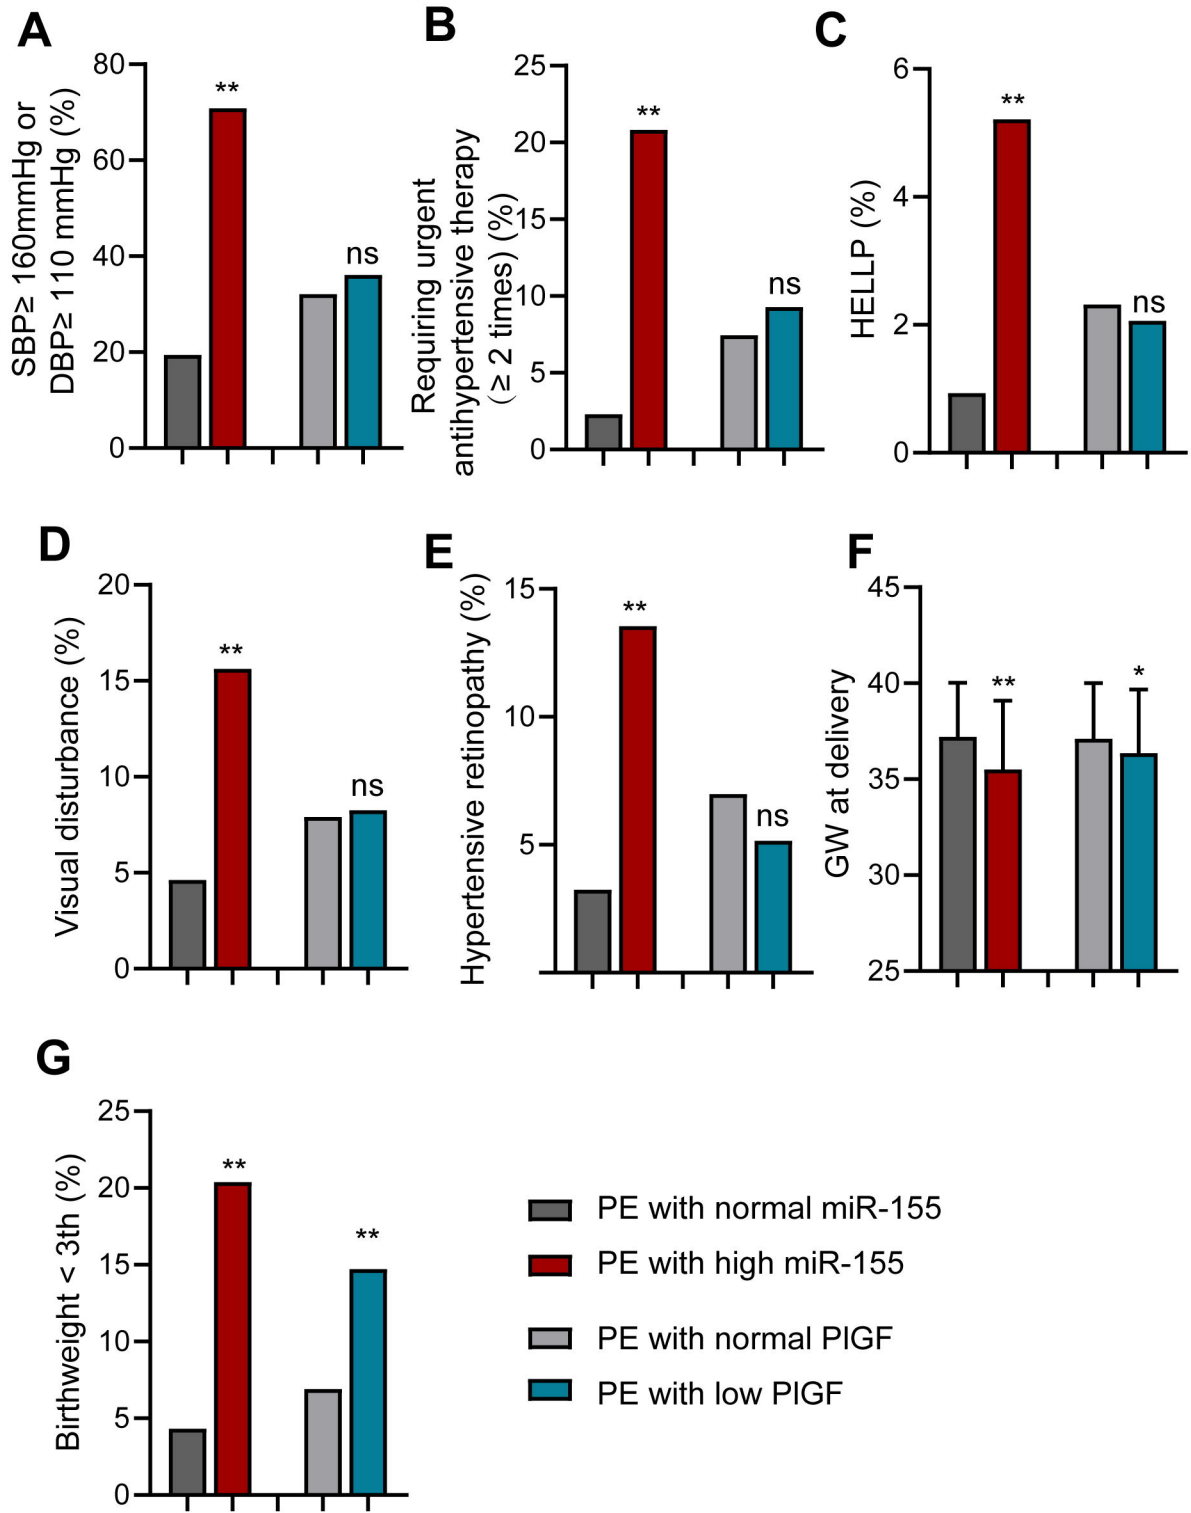 A
SBP≥ 160mmHg or
DBP≥ 110 mmHg (%)
80
60
40
20
0
**
ns
B
Requiring urgent
antihypertensive therapy
(≥ 2 times) (%)
25
20
15
10
5
0
**
ns
C
HELLP (%)
6
4
2
0
**
ns
D
Visual disturbance (%)
20
15
10
5
0
**
ns
E
Hypertensive retinopathy (%)
15
10
5
**
ns
F
GW at delivery
45
40
35
30
25
**
*
G
Birthweight < 3th (%)
25
20
15
10
5
0
**
**
PE with normal miR-155
PE with high miR-155
PE with normal PlGF
PE with low PlGF